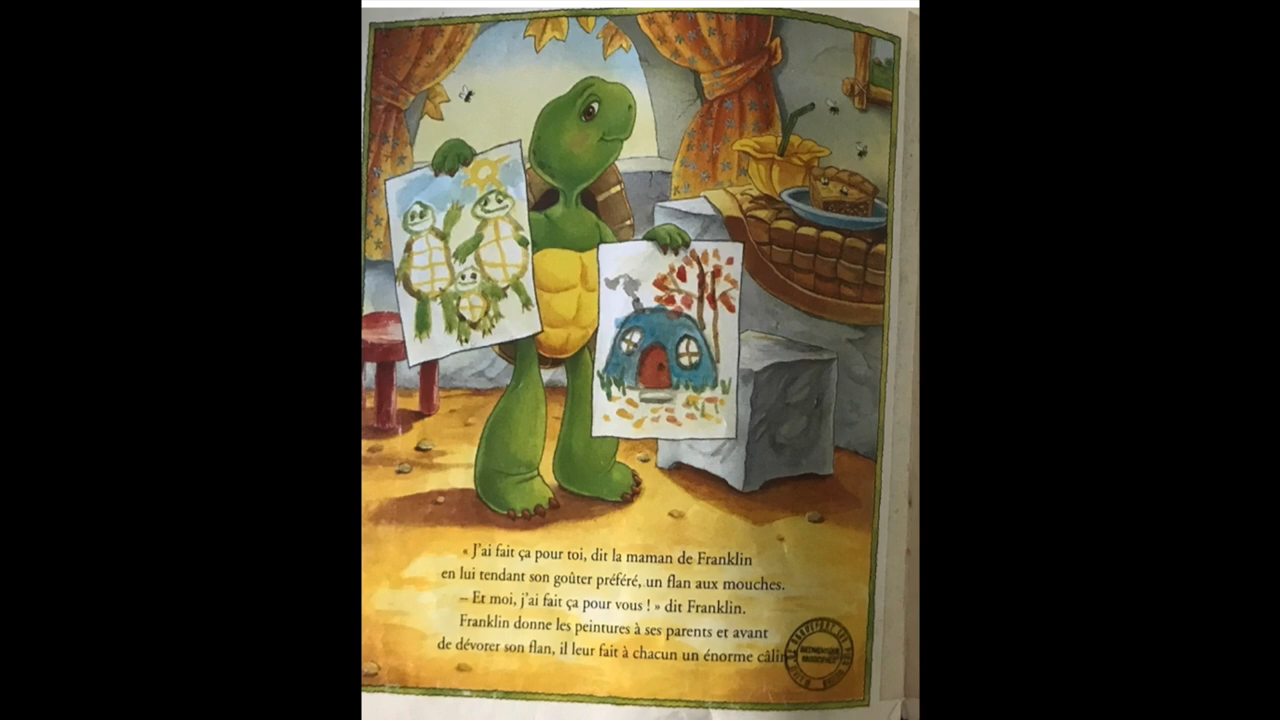 « J'ai fait ça pour toi, dit la maman de Franklin
en lui tendant son goûter préféré, un flan aux mouches.
– Et moi, j'ai fait ça pour vous ! » dit Franklin.
Franklin donne les peintures à ses parents et avant
de dévorer son flan, il leur fait à chacun un énorme câlin